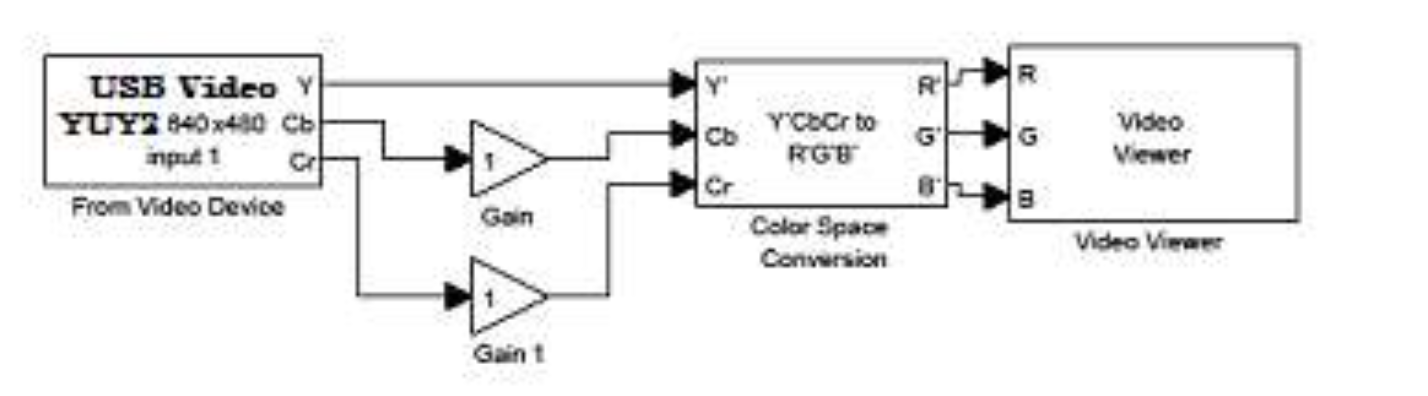 USB Video Y
YUY2 640x480 Cb
input 1 Cr
From Video Device
1
Gain
1
Gain 1
Y' R'
Cb Y'CbCr to G'
R'G'B'
Cr B'
Color Space
Conversion
R
G Video
Viewer
B
Video Viewer